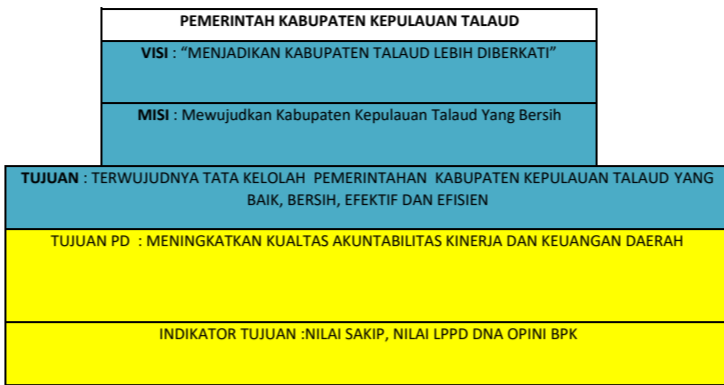 PEMERINTAH KABUPATEN KEPULAUAN TALAUD
VISI : “MENJADIKAN KABUPATEN TALAUD LEBIH DIBERKATI”
MISI : Mewujudkan Kabupaten Kepulauan Talaud Yang Bersih
TUJUAN : TERWUJUDNYA TATA KELOLAH PEMERINTAHAN KABUPATEN KEPULAUAN TALAUD YANG
BAIK, BERSIH, EFEKTIF DAN EFISIEN
TUJUAN PD : MENINGKATKAN KUALTAS AKUNTABILITAS KINERJA DAN KEUANGAN DAERAH
INDIKATOR TUJUAN :NILAI SAKIP, NILAI LPPD DNA OPINI BPK